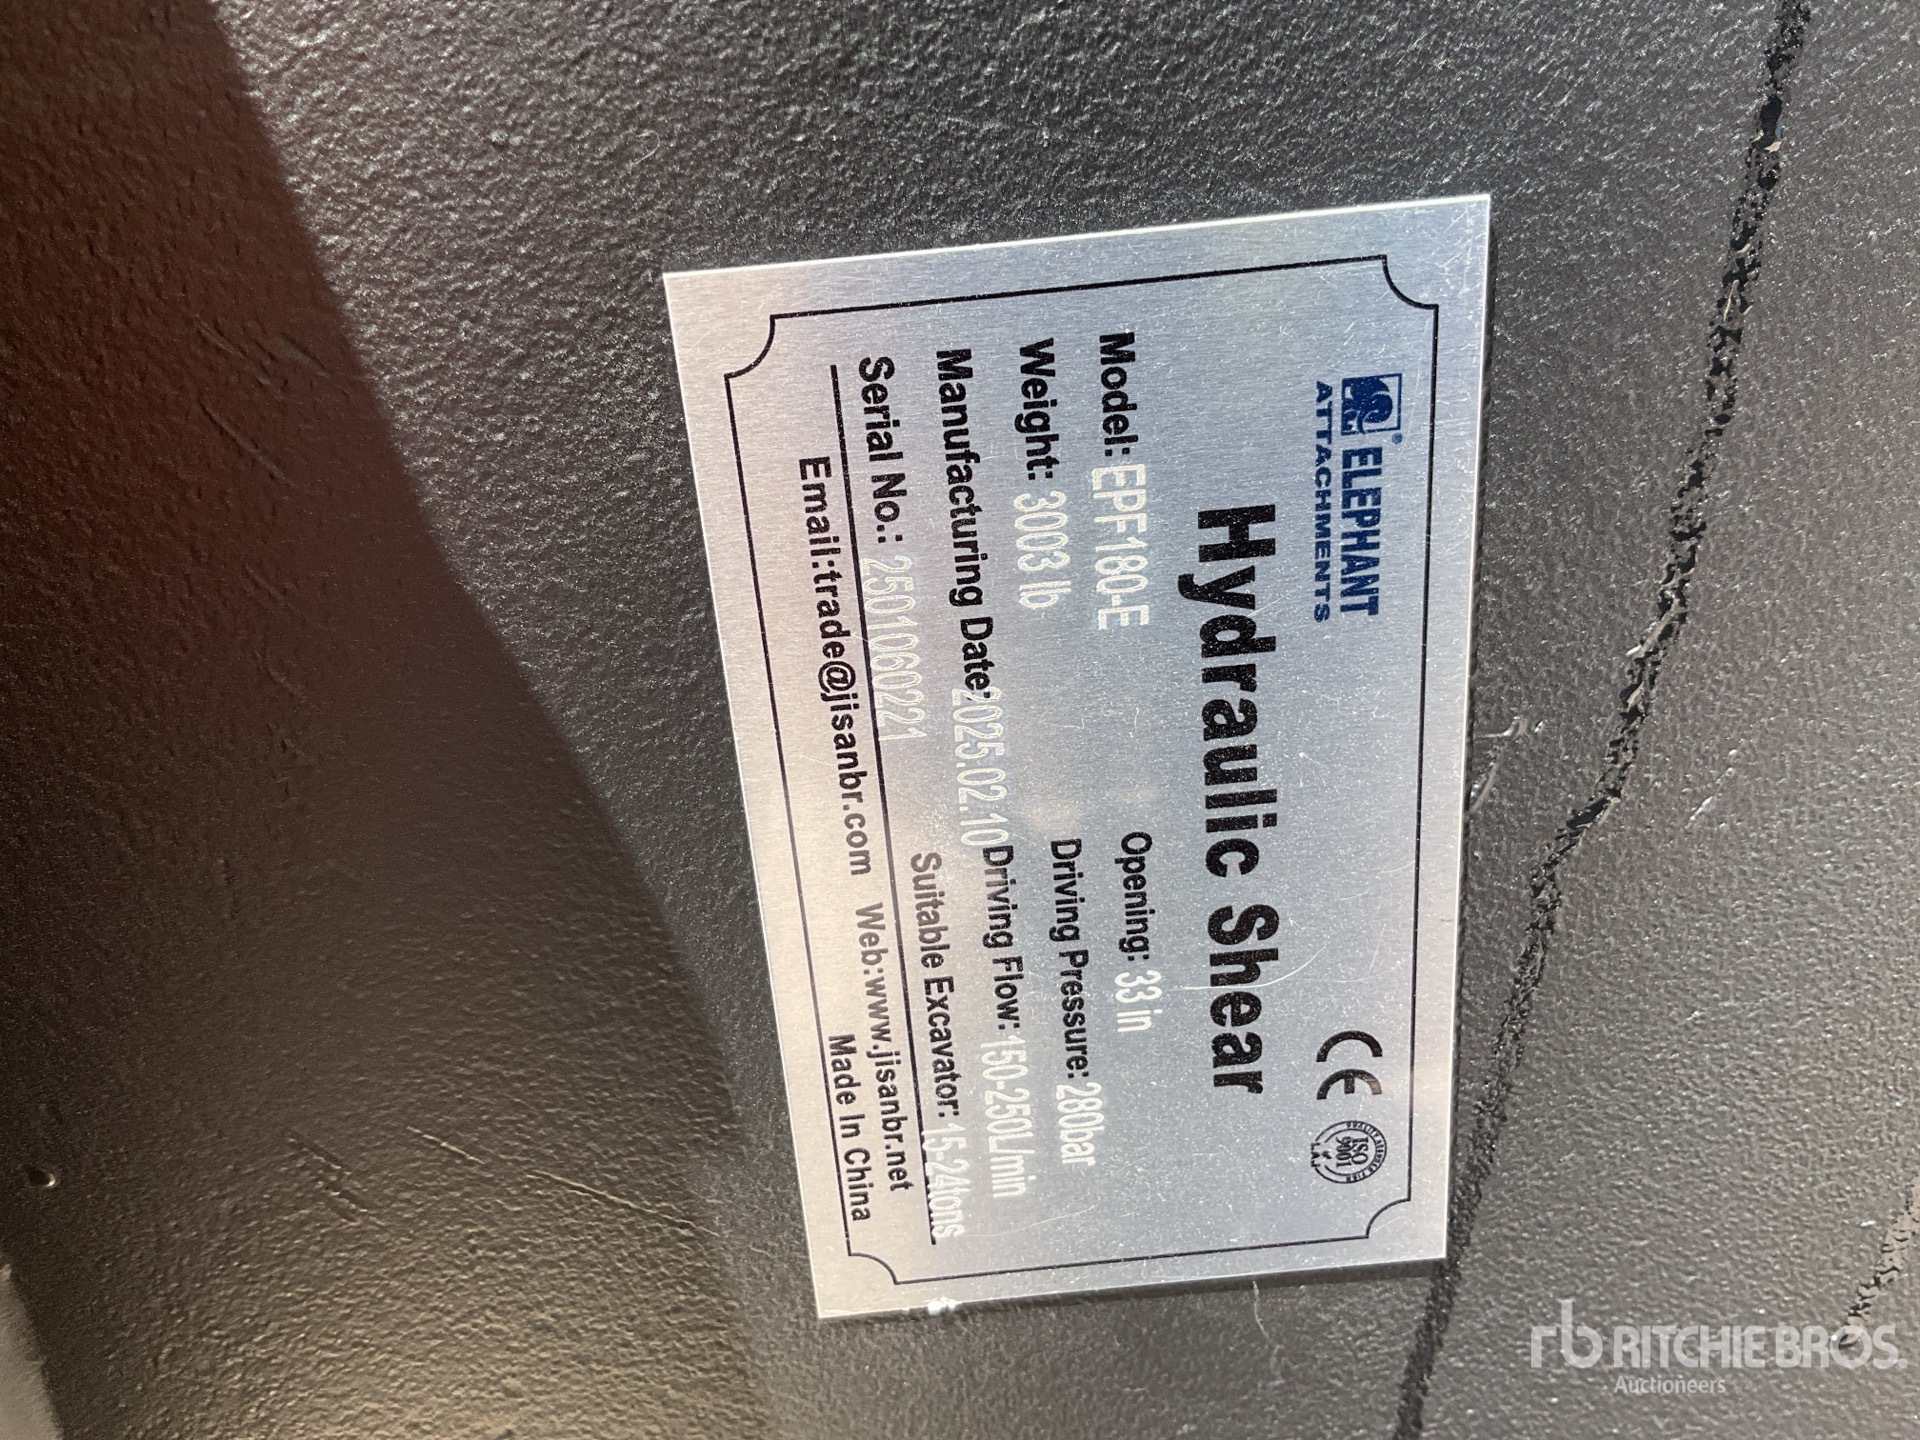 ELEPHANT®
ATTACHMENTS
CE
ISO
9001
Hydraulic Shear
Model: EPF180-E Opening: 33 in
Weight: 3003 lb Driving Pressure: 280bar
Manufacturing Date: 2025.02.10 Driving Flow: 150-250L/min
Serial No.: 2501060221 Suitable Excavator: 15-24tons
Email:trade@jisanbr.com Web:www.jisanbr.net
Made In China
rb RITCHIE BROS.
Auctioneers